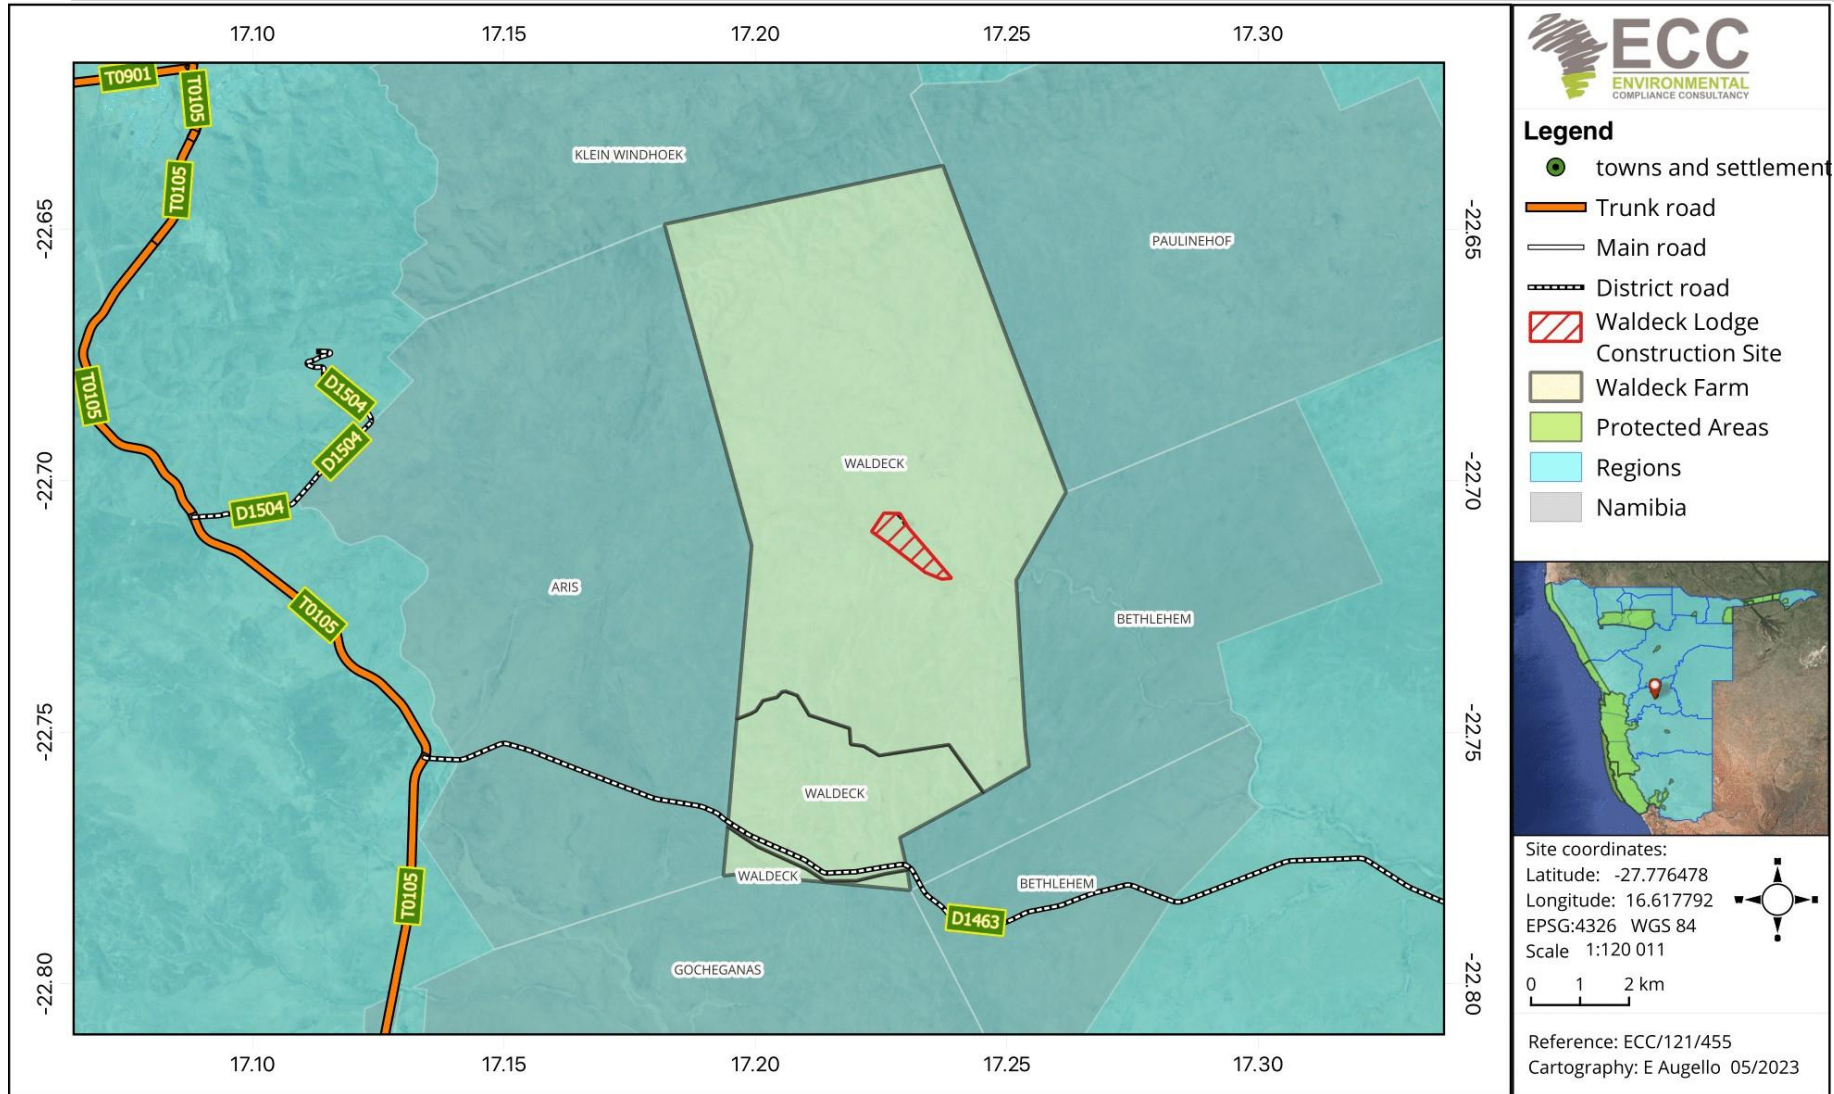 17.10 17.15 17.20 17.25 17.30
T0901
T0105
T0105
KLEIN WINDHOEK
-22.65
-22.65
PAULINEHOF
T0105
D1504
D1504
WALDECK
-22.70
-22.70
D1504
ARIS
T0105
BETHLEHEM
-22.75
-22.75
WALDECK
WALDECK
BETHLEHEM
T0105
D1463
GOCHEGANAS
-22.80
-22.80
17.10 17.15 17.20 17.25 17.30
ECC
ENVIRONMENTAL
COMPLIANCE CONSULTANCY
Legend
towns and settlement
Trunk road
Main road
District road
Waldeck Lodge
Construction Site
Waldeck Farm
Protected Areas
Regions
Namibia
Site coordinates:
Latitude: -27.776478
Longitude: 16.617792
EPSG:4326 WGS 84
Scale 1:120 011
0 1 2 km
Reference: ECC/121/455
Cartography: E Augello 05/2023